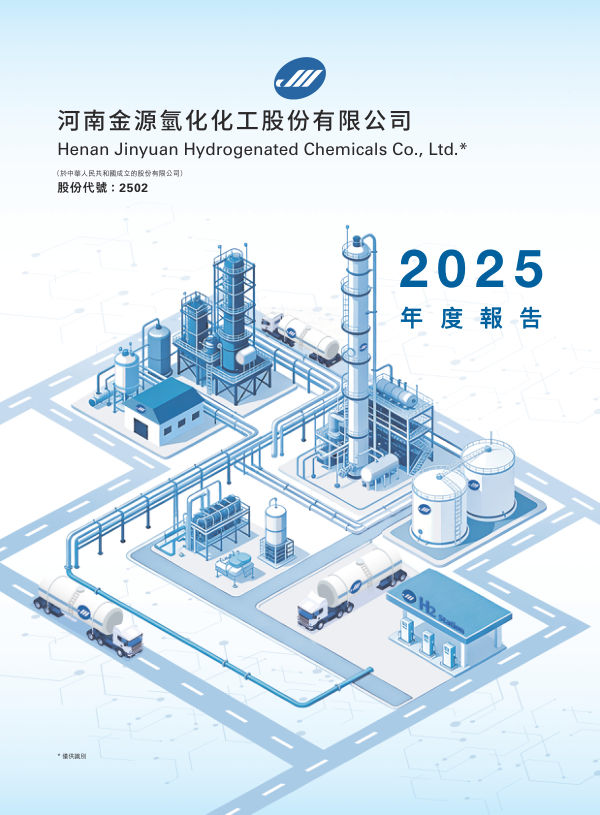 河南金源氫化化工股份有限公司
Henan Jinyuan Hydrogenated Chemicals Co., Ltd.*
(於中華人民共和國成立的股份有限公司)
股份代號：2502
2025
年度報告
H2 Station
* 僅供識別